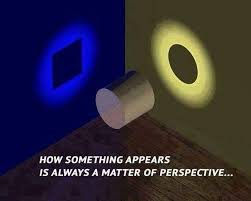 HOW SOMETHING APPEARS
IS ALWAYS A MATTER OF PERSPECTIVE...